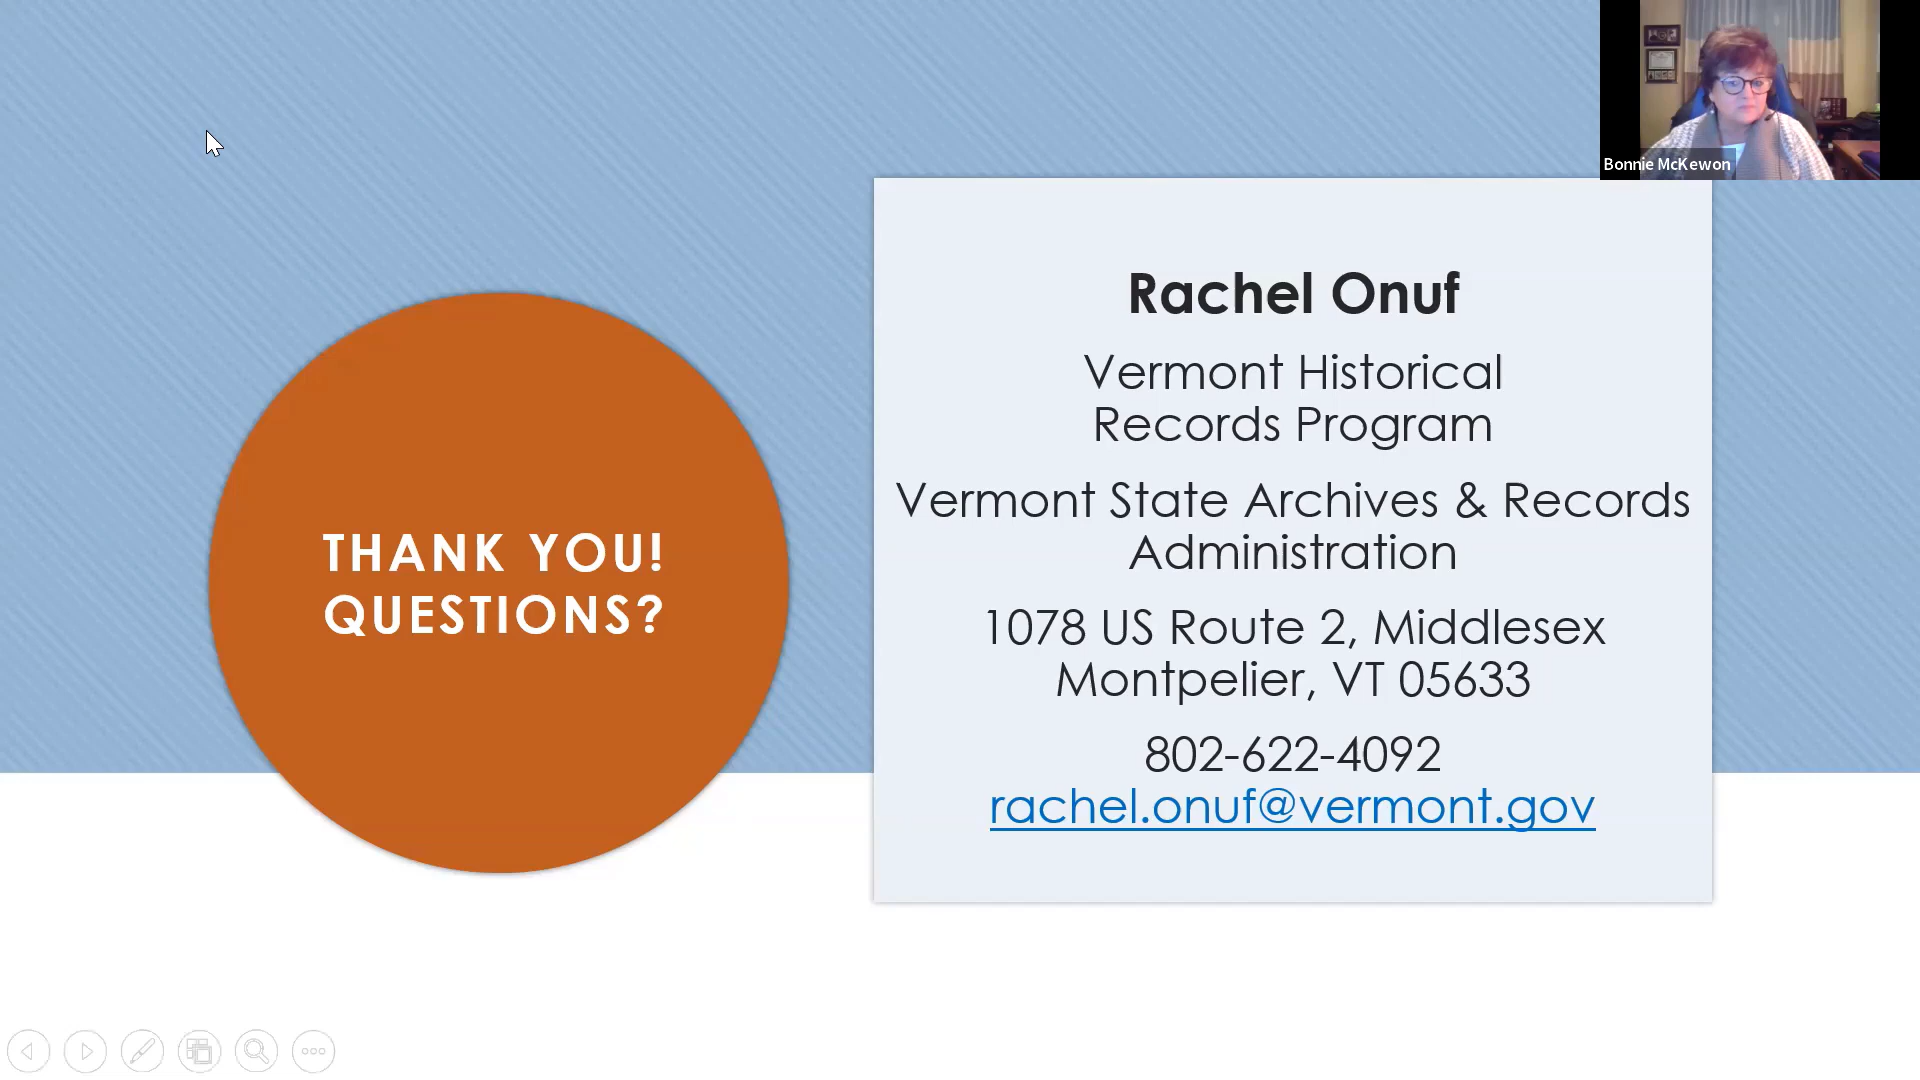 Bonnie McKewon
THANK YOU!
QUESTIONS?
Rachel Onuf
Vermont Historical
Records Program
Vermont State Archives & Records
Administration
1078 US Route 2, Middlesex
Montpelier, VT 05633
802-622-4092
rachel.onuf@vermont.gov